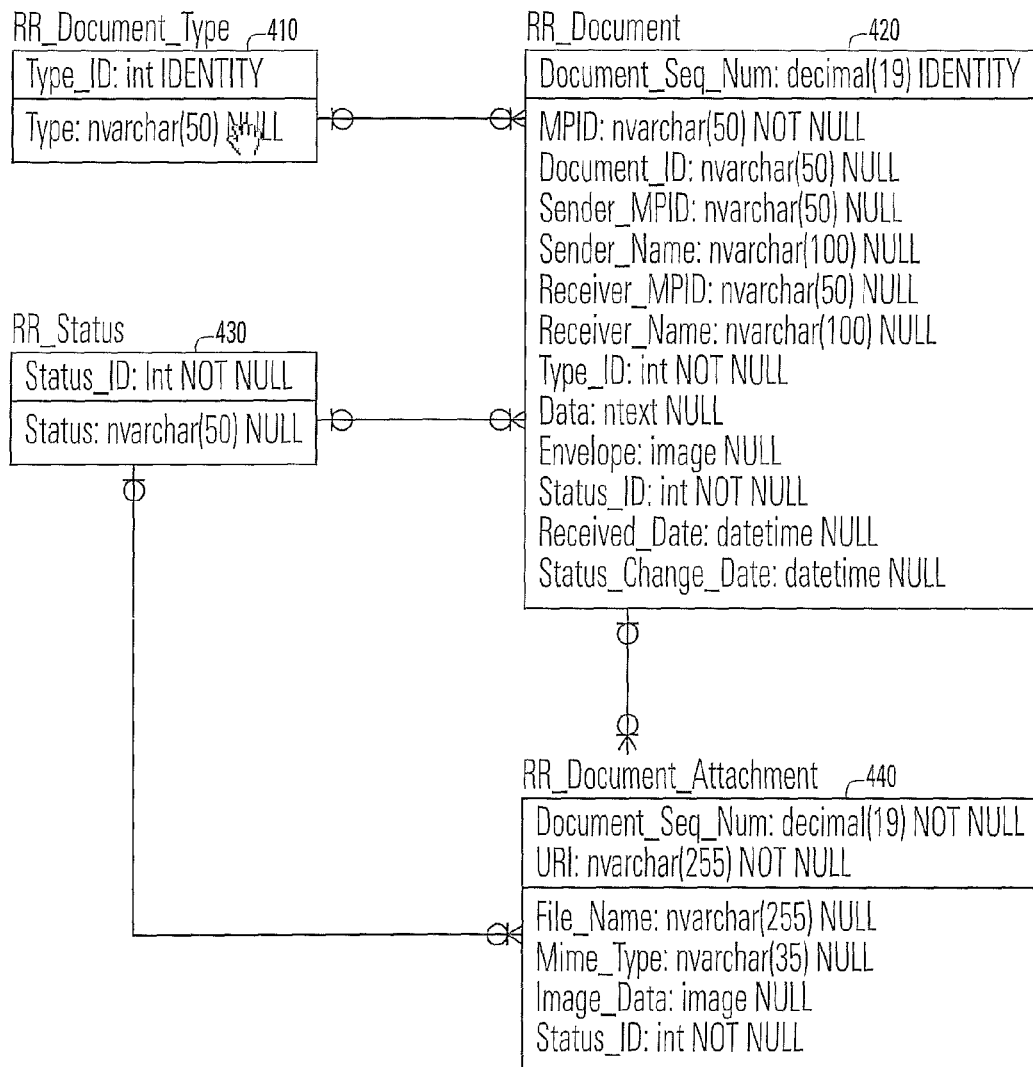 RR_Document_Type 410
Type_ID: int IDENTITY
Type: nvarchar(50) NULL
RR_Document 420
Document_Seq_Num: decimal(19) IDENTITY
MPID: nvarchar(50) NOT NULL
Document_ID: nvarchar(50) NULL
Sender_MPID: nvarchar(50) NULL
Sender_Name: nvarchar(100) NULL
Receiver_MPID: nvarchar(50) NULL
Receiver_Name: nvarchar(100) NULL
Type_ID: int NOT NULL
Data: ntext NULL
Envelope: image NULL
Status_ID: int NOT NULL
Received_Date: datetime NULL
Status_Change_Date: datetime NULL
RR_Status 430
Status_ID: Int NOT NULL
Status: nvarchar(50) NULL
RR_Document_Attachment 440
Document_Seq_Num: decimal(19) NOT NULL
URI: nvarchar(255) NOT NULL
File_Name: nvarchar(255) NULL
Mime_Type: nvarchar(35) NULL
Image_Data: image NULL
Status_ID: int NOT NULL